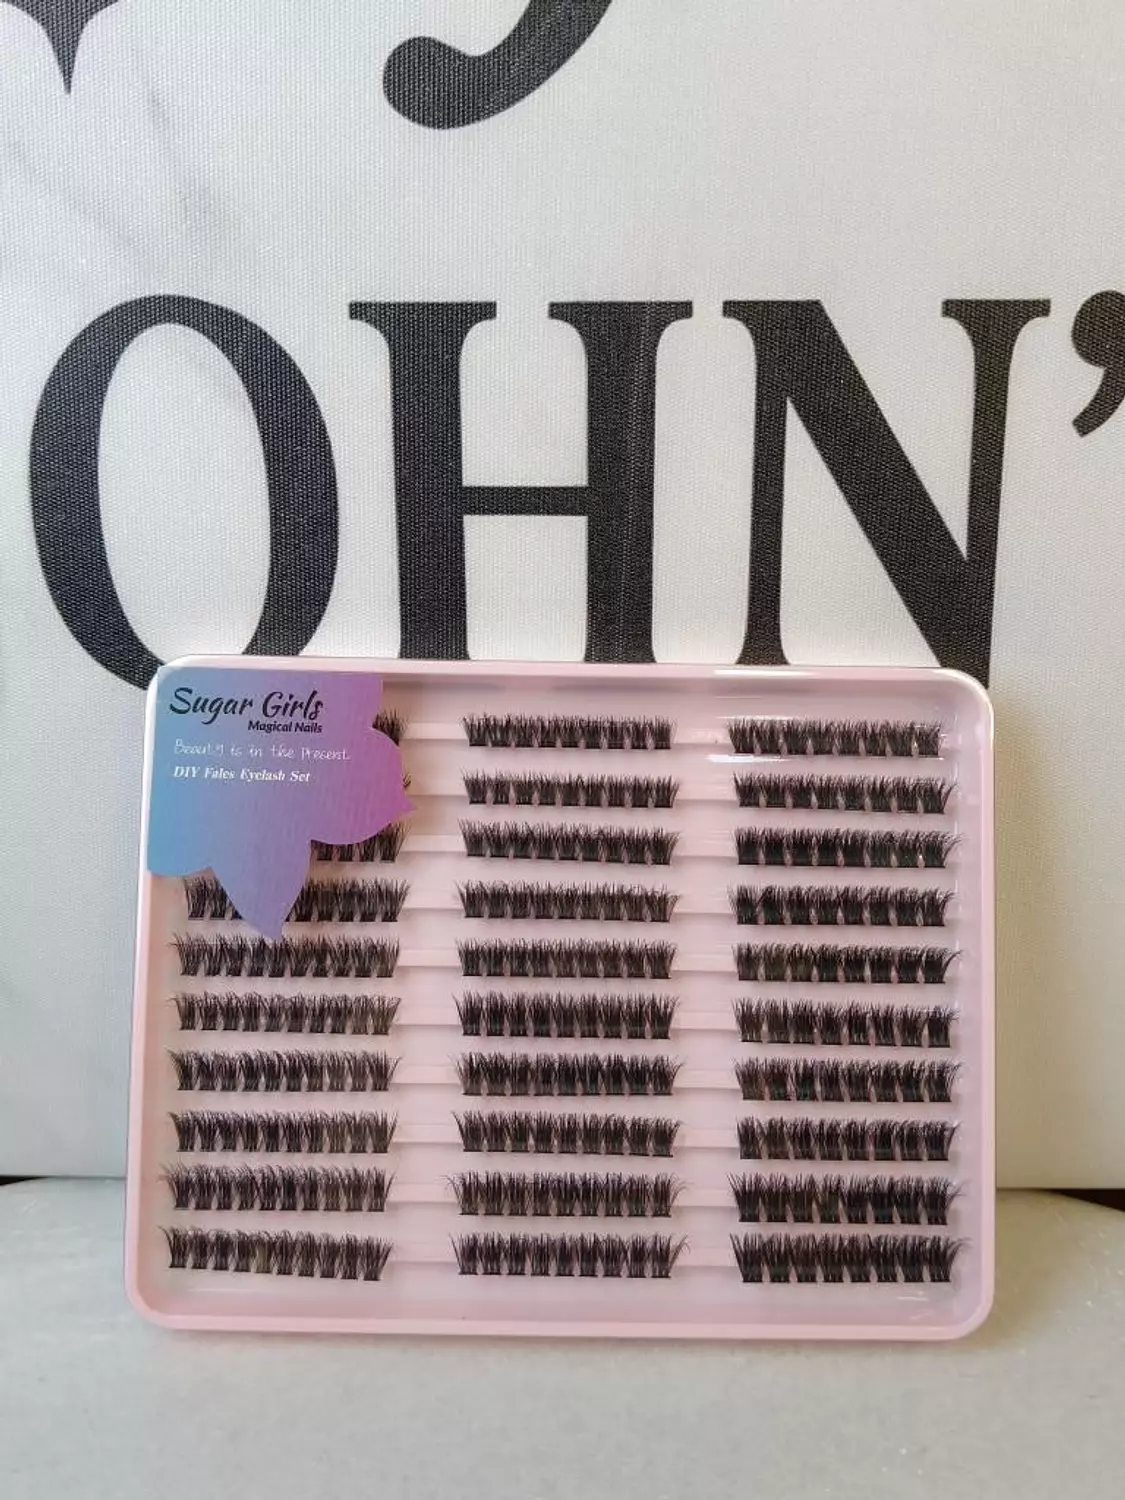 y
OHN'
Sugar Girls
Magical Nails
Beauty is in the Present
DIY Fales Eyelash Set